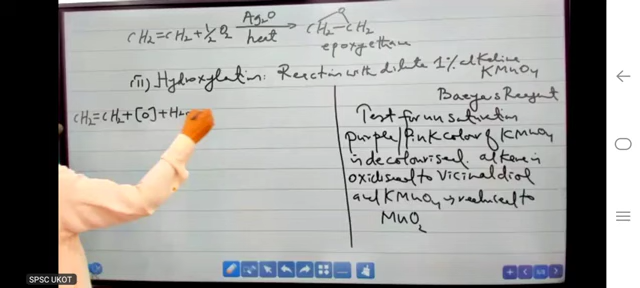 CH2=CH2 + 1/2 O2 Ag2O heat → CH2-CH2 O
epoxyethane
(ii) Hydroxylation: Reaction with dilute 1% alkaline
KMnO4
Baeyer's Reagent
CH2=CH2+[O]+H2
Test for unsaturation
purple/Pink colour of KMnO4
is decolourised. alkene is
oxidised to Vicinal diol
and KMnO4 is reduced to
MnO2
SPSC UKOT